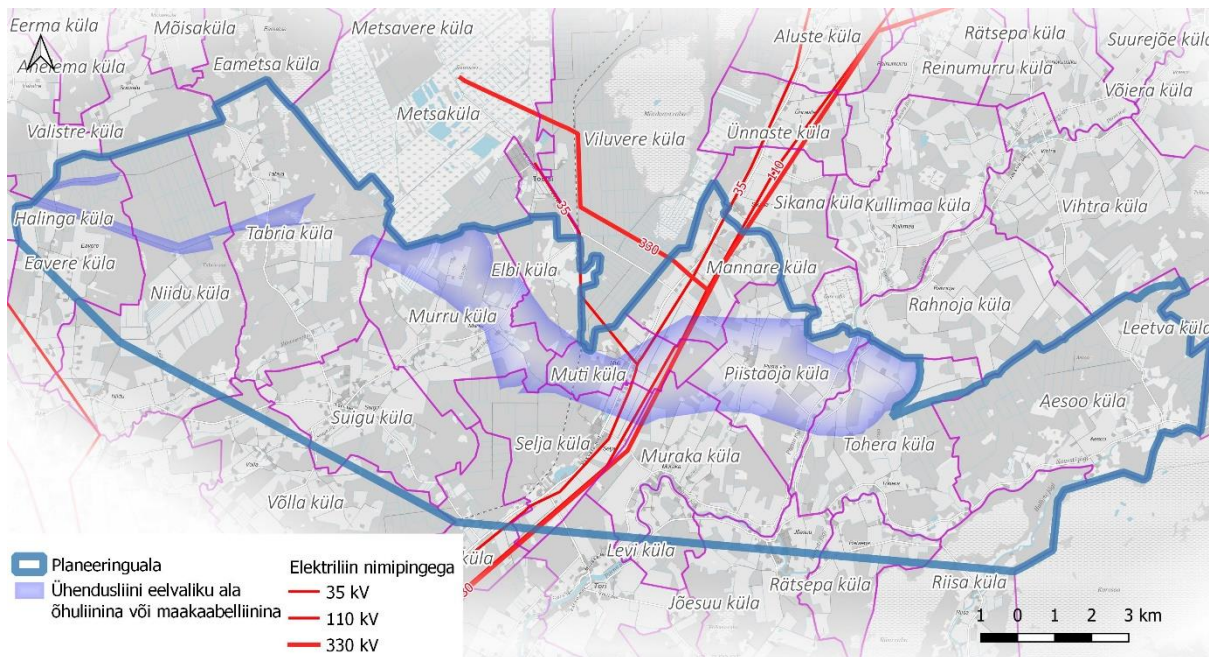 Eerma küla
Mõisaküla
Metsavere küla
Aluste küla
Rätsepa küla
Suurejõe küla
Anelema küla
Eametsa küla
Reinumurru küla
Võiera küla
Välistre küla
Metsaküla
Viluvere küla
Ünnaste küla
35
110
35
Halinga küla
Tabria küla
Sikana küla
Kullimaa küla
Vihtra küla
Eavere küla
Elbi küla
330
Mannare küla
Niidu küla
Murru küla
Rahnoja küla
Leetva küla
Muti küla
Piistaoja küla
Aesoo küla
Suigu küla
Selja küla
Muraka küla
Tohera küla
Võlla küla
Levi küla
küla
Rätsepa küla
Riisa küla
Jõesuu küla
Planeeringuala
Ühendusliini eelvaliku ala
õhuliinina või maakaabelliinina
Elektriliin nimipingega
35 kV
110 kV
330 kV
1 0 1 2 3 km